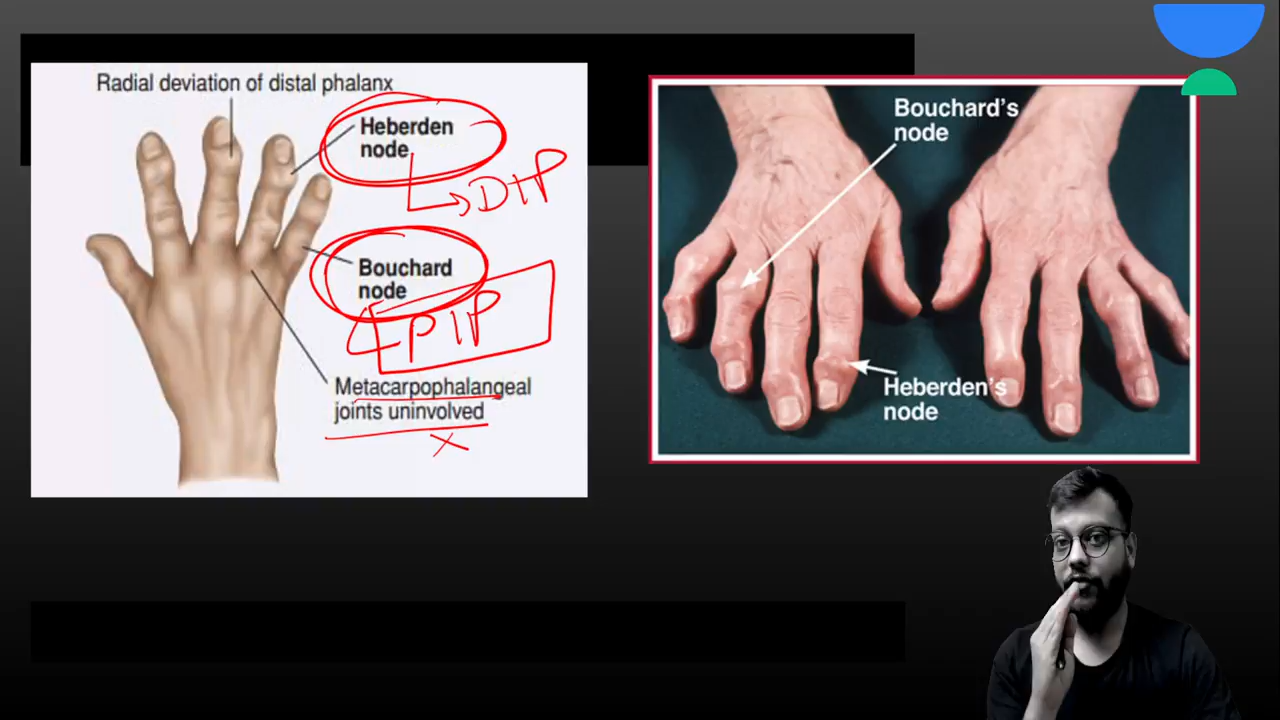 Radial deviation of distal phalanx
Heberden
node
DIP
Bouchard
node
PIP
Metacarpophalangeal
joints uninvolved
Bouchard's
node
Heberden's
node